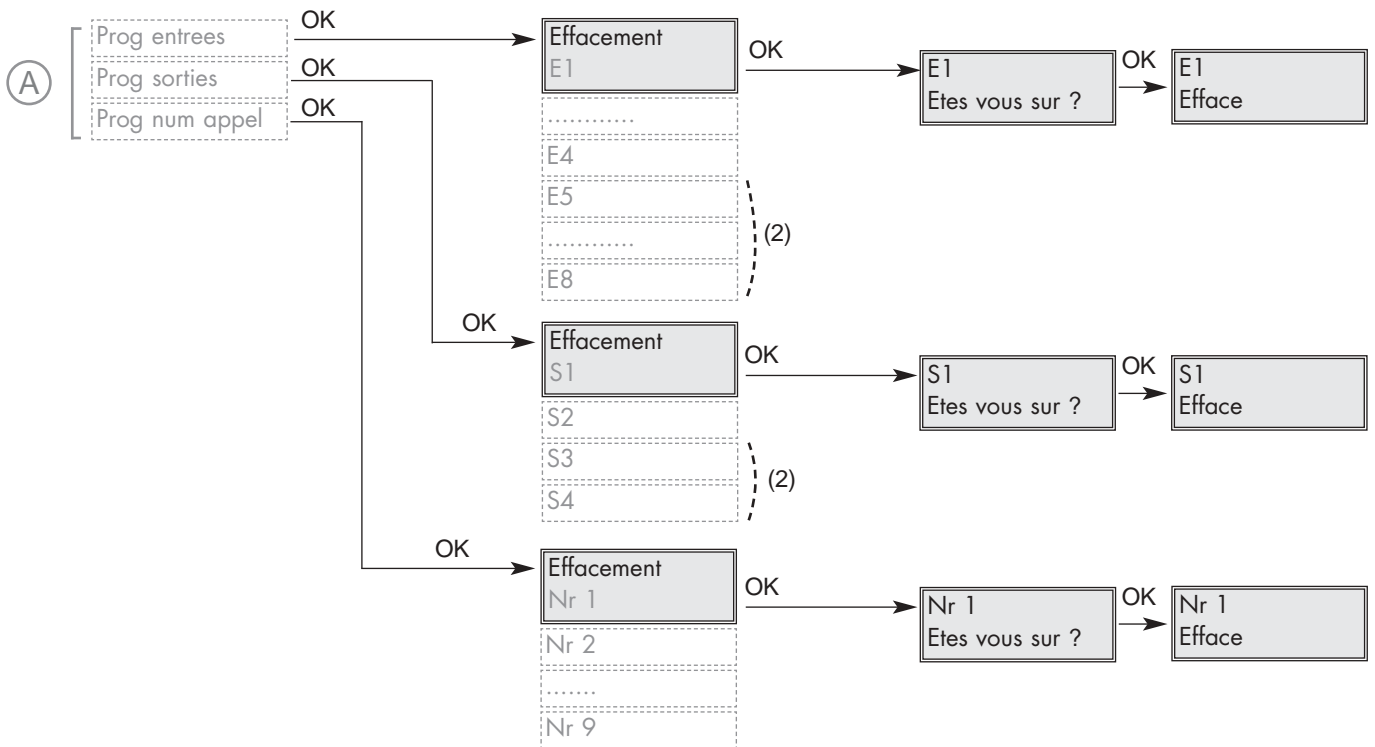 A
Prog entrees
Prog sorties
Prog num appel
OK
OK
OK
Effacement
E1
............
E4
E5
............
E8
(2)
OK
E1
Etes vous sur ?
OK
E1
Efface
OK
Effacement
S1
S2
S3
S4
(2)
OK
S1
Etes vous sur ?
OK
S1
Efface
OK
Effacement
Nr 1
Nr 2
.......
Nr 9
OK
Nr 1
Etes vous sur ?
OK
Nr 1
Efface